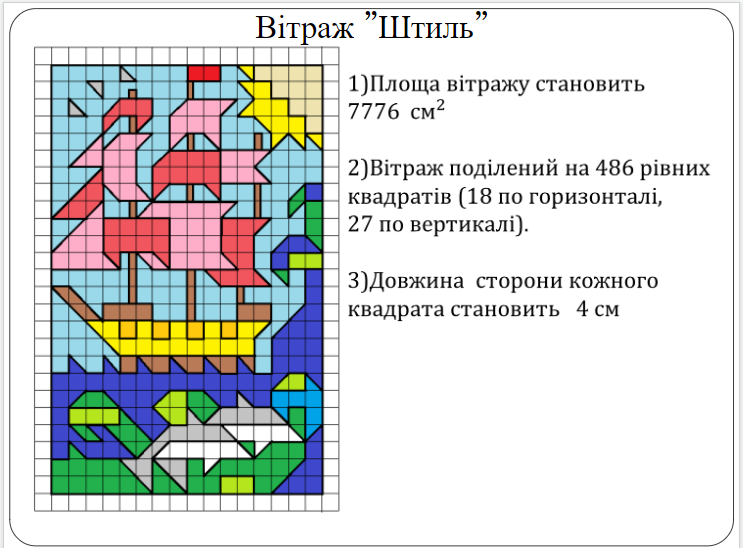 Вітраж ”Штиль”
1)Площа вітражу становить
7776 см²
2)Вітраж поділений на 486 рівних
квадратів (18 по горизонталі,
27 по вертикалі).
3)Довжина сторони кожного
квадрата становить 4 см